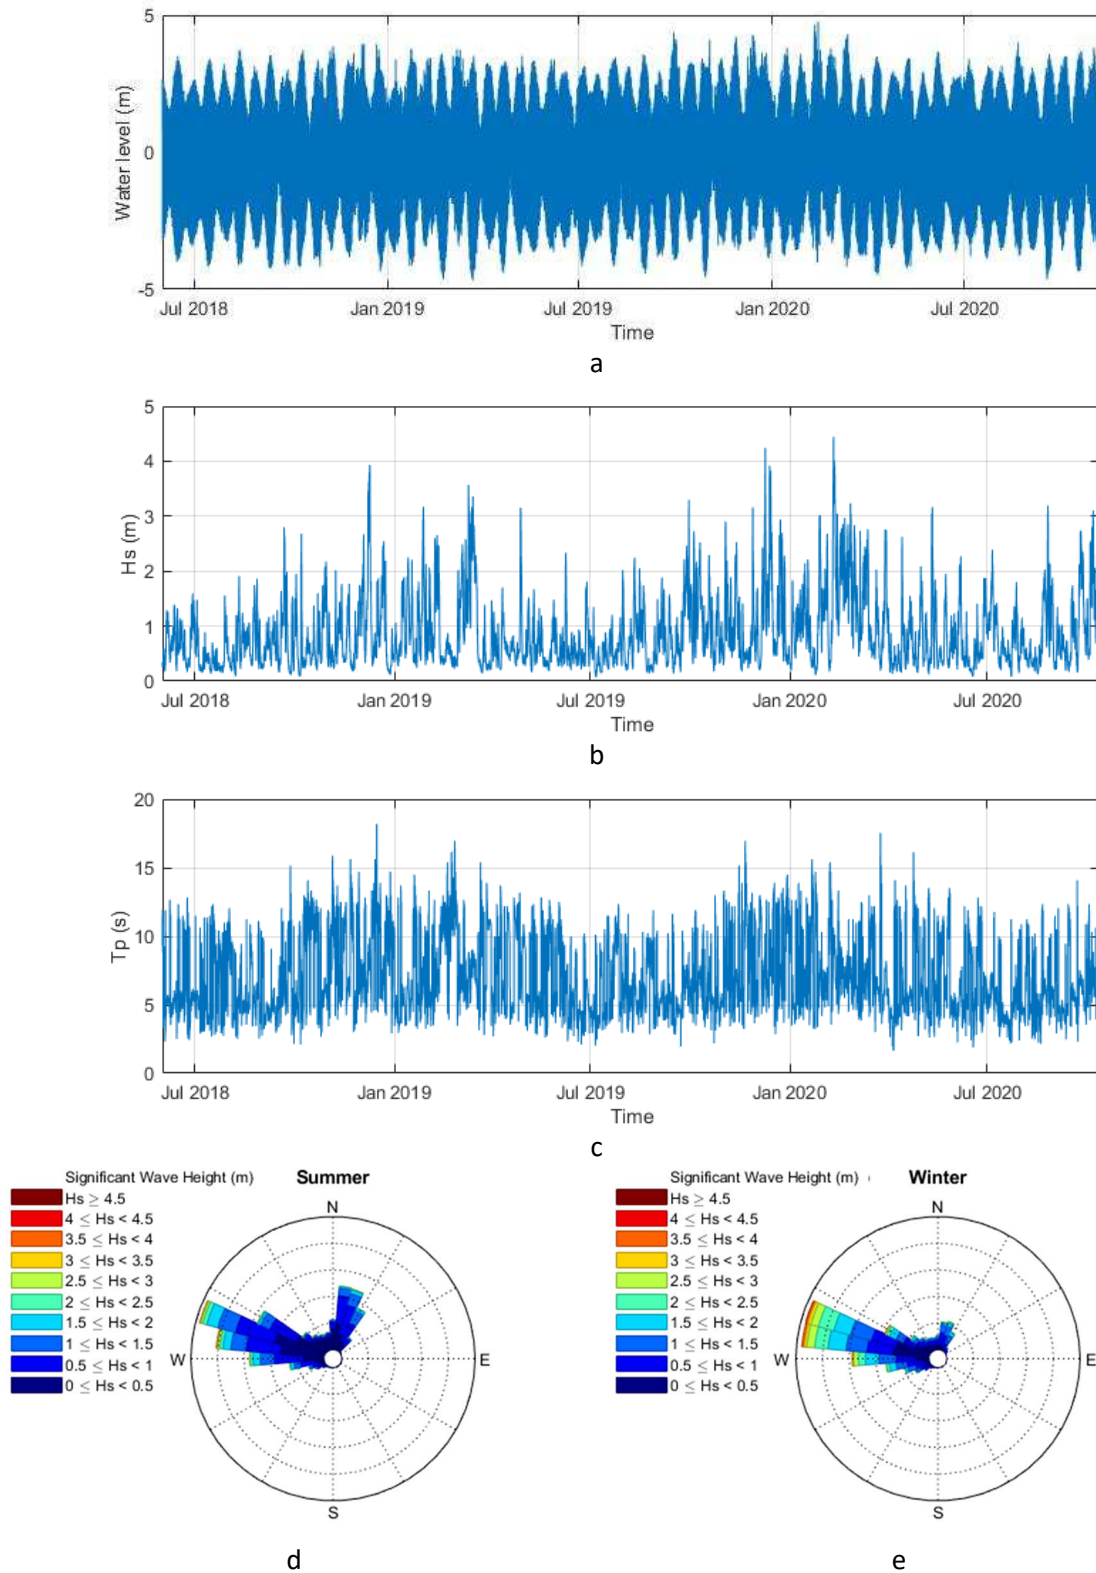 5
0
-5
Water level (m)
Jul 2018
Jan 2019
Jul 2019
Jan 2020
Jul 2020
Time
a
5
4
3
2
1
0
Hs (m)
Jul 2018
Jan 2019
Jul 2019
Jan 2020
Jul 2020
Time
b
20
15
10
5
0
Tp (s)
Jul 2018
Jan 2019
Jul 2019
Jan 2020
Jul 2020
Time
c
Significant Wave Height (m)
Summer
Hs ≥ 4.5
4 ≤ Hs < 4.5
3.5 ≤ Hs < 4
3 ≤ Hs < 3.5
2.5 ≤ Hs < 3
2 ≤ Hs < 2.5
1.5 ≤ Hs < 2
1 ≤ Hs < 1.5
0.5 ≤ Hs < 1
0 ≤ Hs < 0.5
N
W
E
S
d
Significant Wave Height (m)
Winter
Hs ≥ 4.5
4 ≤ Hs < 4.5
3.5 ≤ Hs < 4
3 ≤ Hs < 3.5
2.5 ≤ Hs < 3
2 ≤ Hs < 2.5
1.5 ≤ Hs < 2
1 ≤ Hs < 1.5
0.5 ≤ Hs < 1
0 ≤ Hs < 0.5
N
W
E
S
e